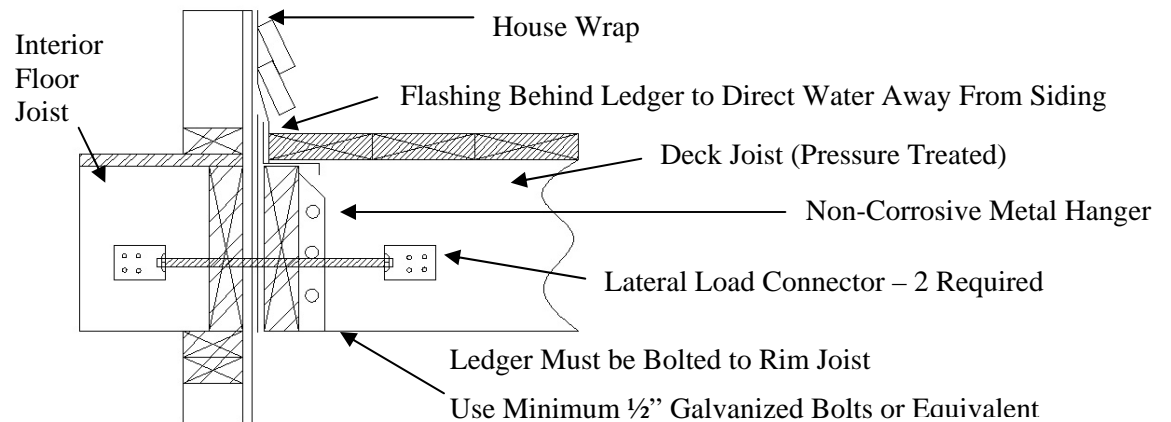 House Wrap
Interior
Floor
Joist
Flashing Behind Ledger to Direct Water Away From Siding
Deck Joist (Pressure Treated)
Non-Corrosive Metal Hanger
Lateral Load Connector – 2 Required
Ledger Must be Bolted to Rim Joist
Use Minimum ½” Galvanized Bolts or Equivalent